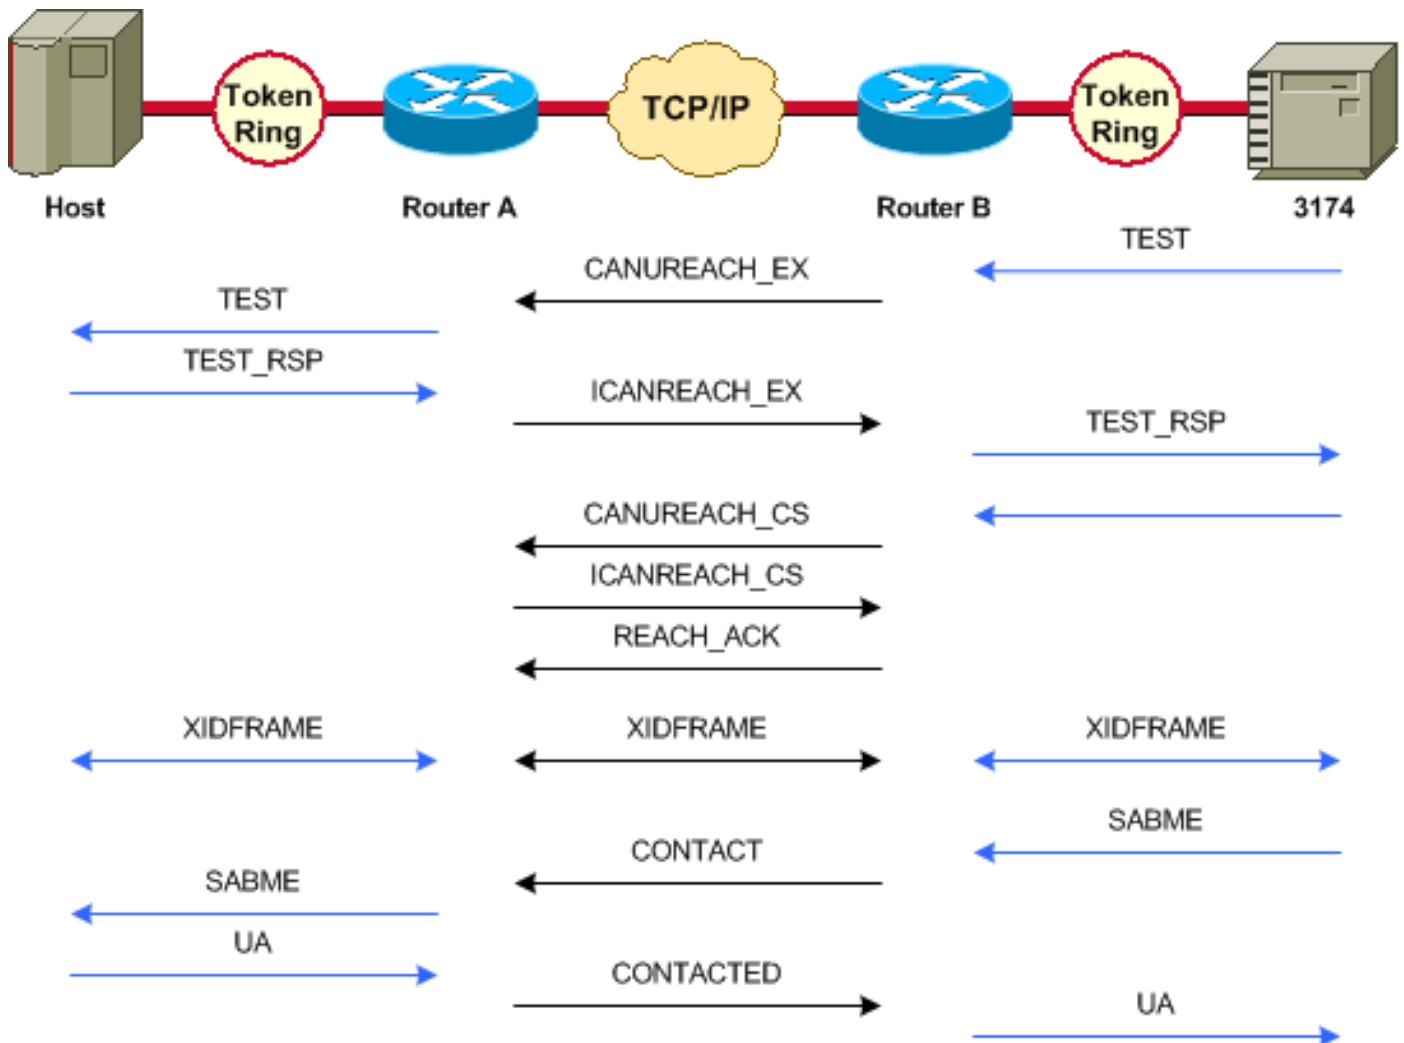 Token
Ring
TCP/IP
Token
Ring
Host
Router A
Router B
3174
TEST
CANUREACH_EX
TEST
TEST_RSP
ICANREACH_EX
TEST_RSP
CANUREACH_CS
ICANREACH_CS
REACH_ACK
XIDFRAME
XIDFRAME
XIDFRAME
SABME
CONTACT
SABME
UA
CONTACTED
UA